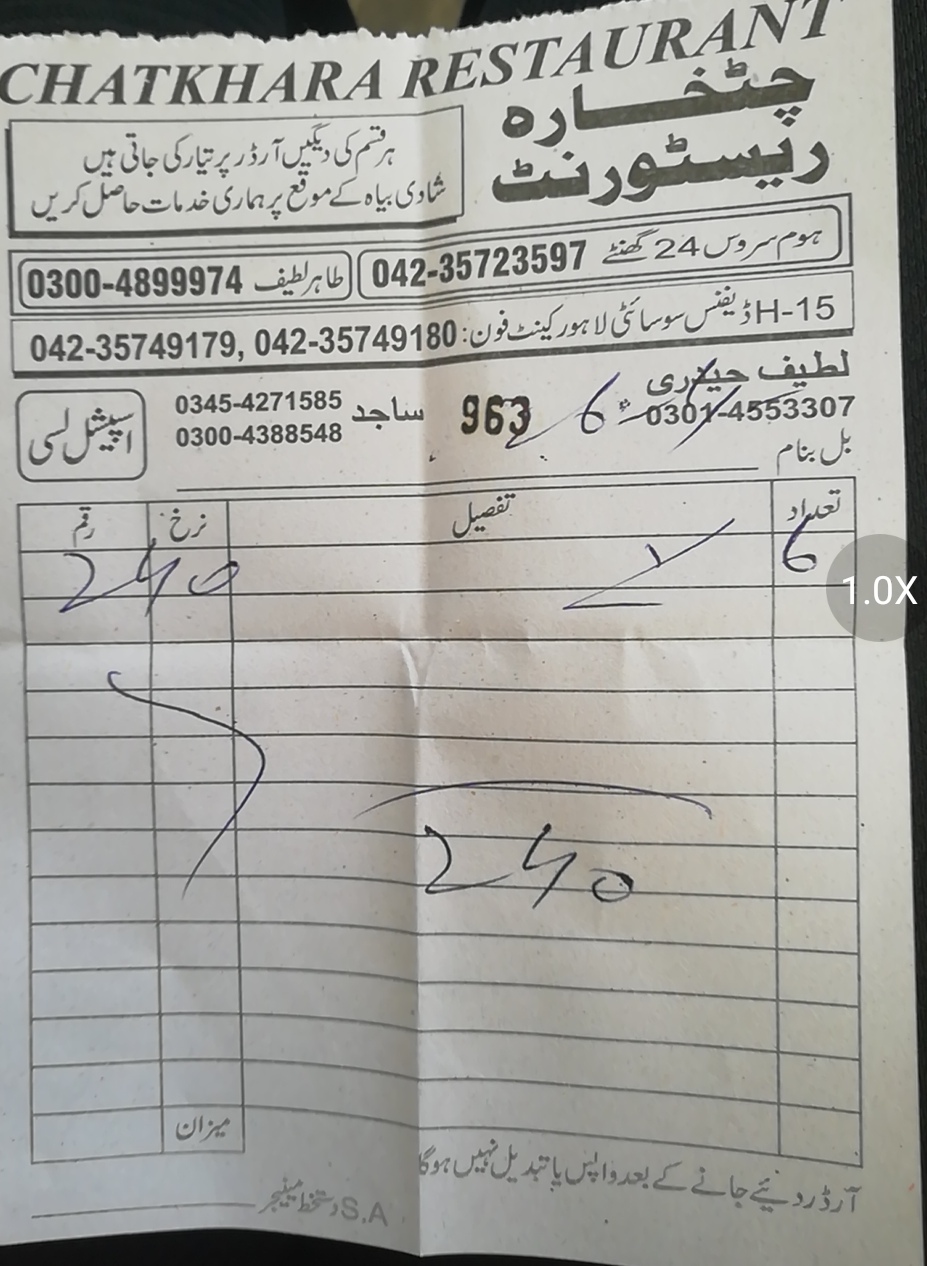 CHATKHARA RESTAURANT
چٹخارہ
ریسٹورنٹ
ہر قسم کی دیگیں آرڈر پر تیار کی جاتی ہیں
شادی بیاہ کے موقع پر ہماری خدمات حاصل کریں
ہوم سروس 24 گھنٹے 042-35723597
طاہر لطیف 0300-4899974
15-H ڈیفنس سوسائٹی لاہور کینٹ فون: 042-35749180, 042-35749179
لطیف حیدری
0301-4553307
963
ساجد 0345-4271585
0300-4388548
اسپیشل لسی
بل بنام
تعداد تفصیل نرخ رقم
6 240
240
میزان
آرڈر دیئے جانے کے بعد واپس یا تبدیل نہیں ہوگا
S.A دستخط مینیجر
1.0X